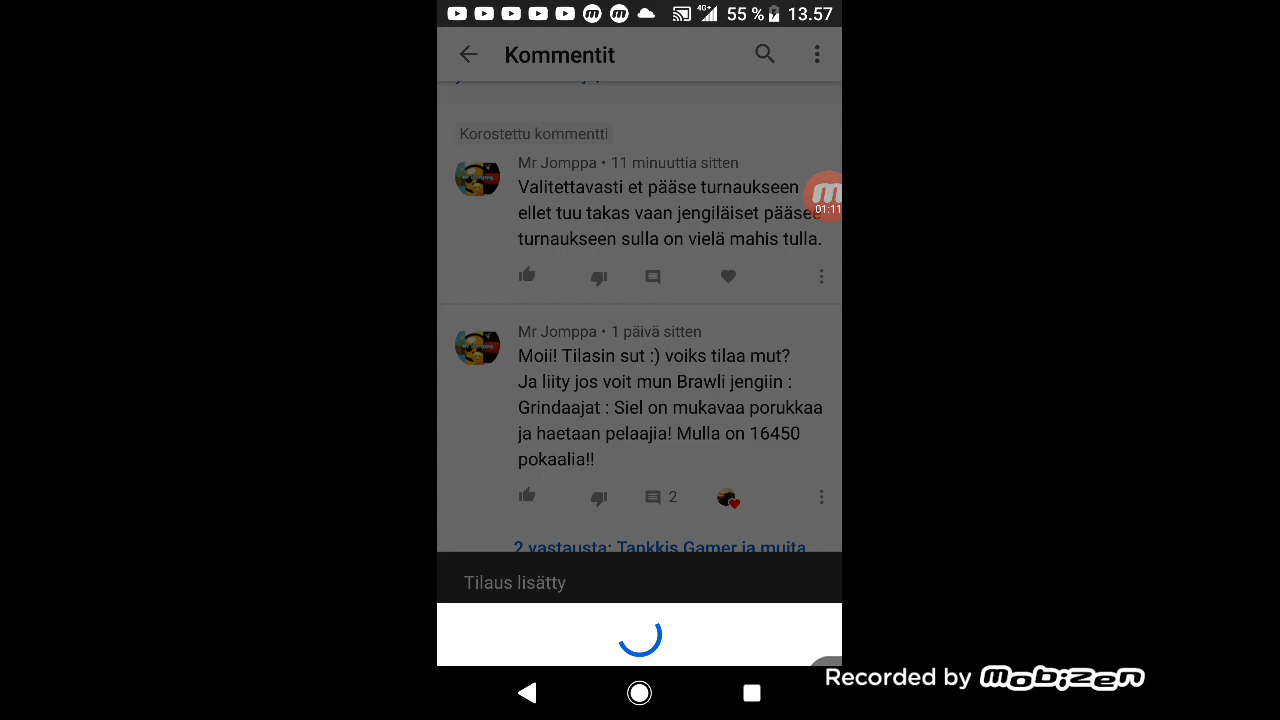 4G+ 55 % 13.57
Kommentit
Korostettu kommentti
Mr Jomppa • 11 minuuttia sitten
Valitettavasti et pääse turnaukseen
ellet tuu takas vaan jengiläiset pääsee
turnaukseen sulla on vielä mahis tulla.
01:11
Mr Jomppa • 1 päivä sitten
Moii! Tilasin sut :) voiks tilaa mut?
Ja liity jos voit mun Brawli jengiin :
Grindaajat : Siel on mukavaa porukkaa
ja haetaan pelaajia! Mulla on 16450
pokaalia!!
2
2 vastausta: Tankkis Gamer ja muita
Tilaus lisätty
Recorded by mobizen